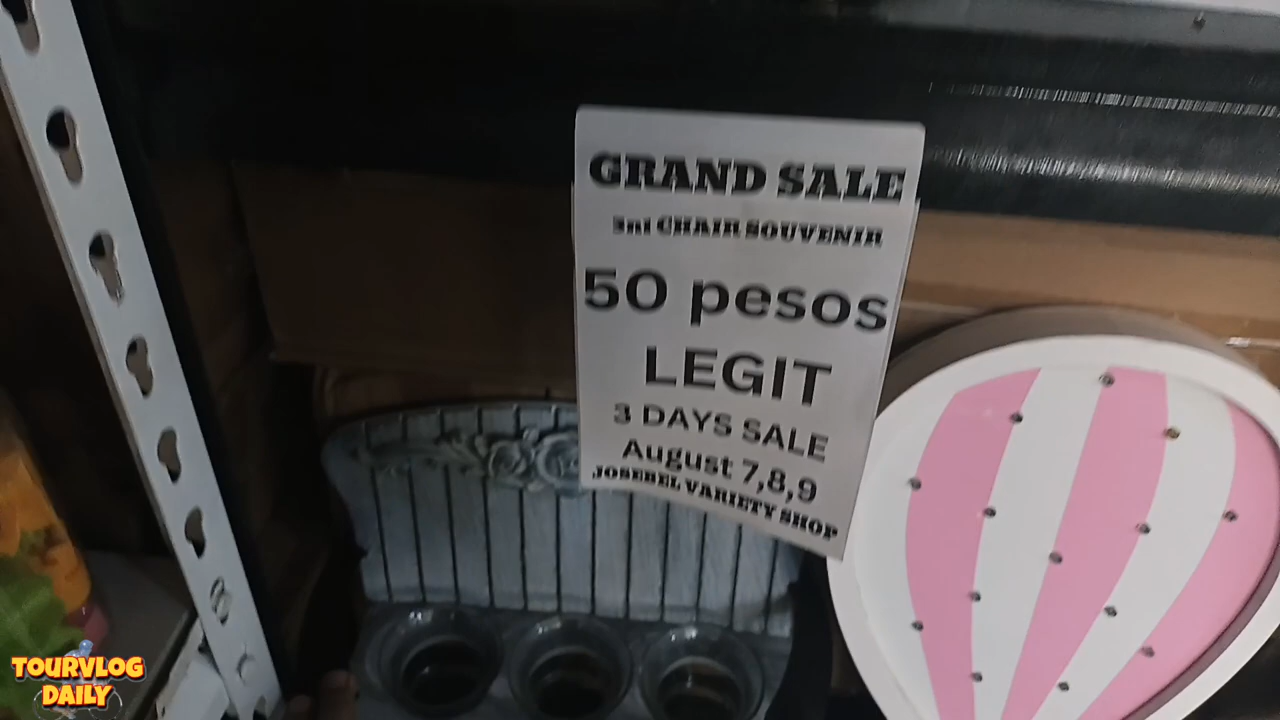 GRAND SALE
3n1 CHAIR SOUVENIR
50 pesos
LEGIT
3 DAYS SALE
August 7,8,9
JOSEBEL VARIETY SHOP
TOURVLOG
DAILY